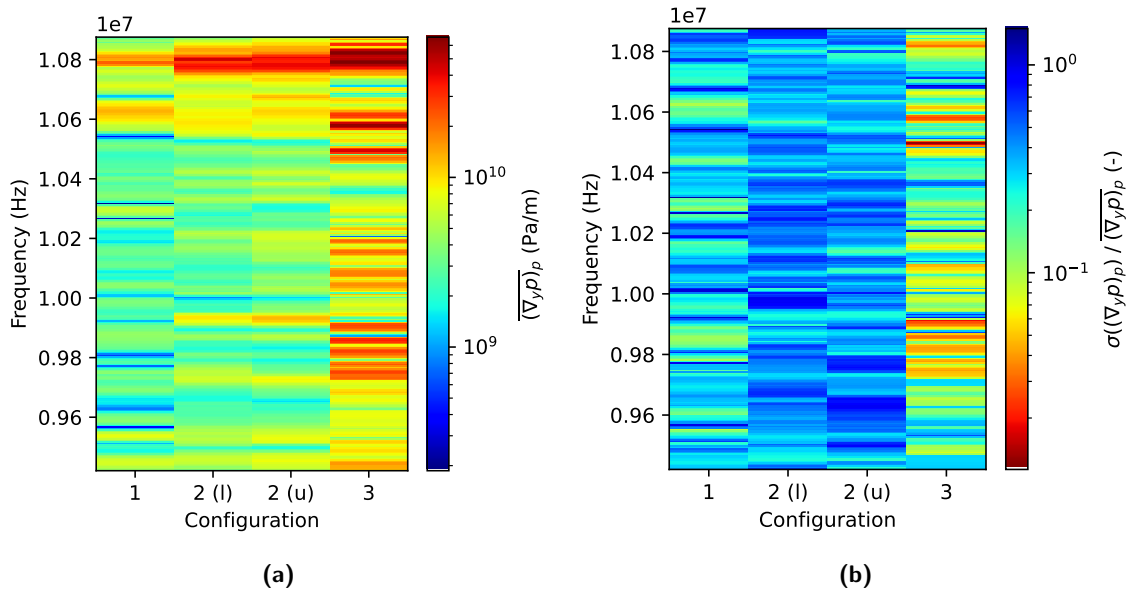 1e7
1.08
1.06
1.04
1.02
1.00
0.98
0.96
Frequency (Hz)
1 2 (l) 2 (u) 3
Configuration
10^10
10^9
\overline{(∇_y p)_p} (Pa/m)
(a)
1e7
1.08
1.06
1.04
1.02
1.00
0.98
0.96
Frequency (Hz)
1 2 (l) 2 (u) 3
Configuration
10^0
10^−1
σ((∇_y p)_p) / \overline{(∇_y p)_p} (-)
(b)